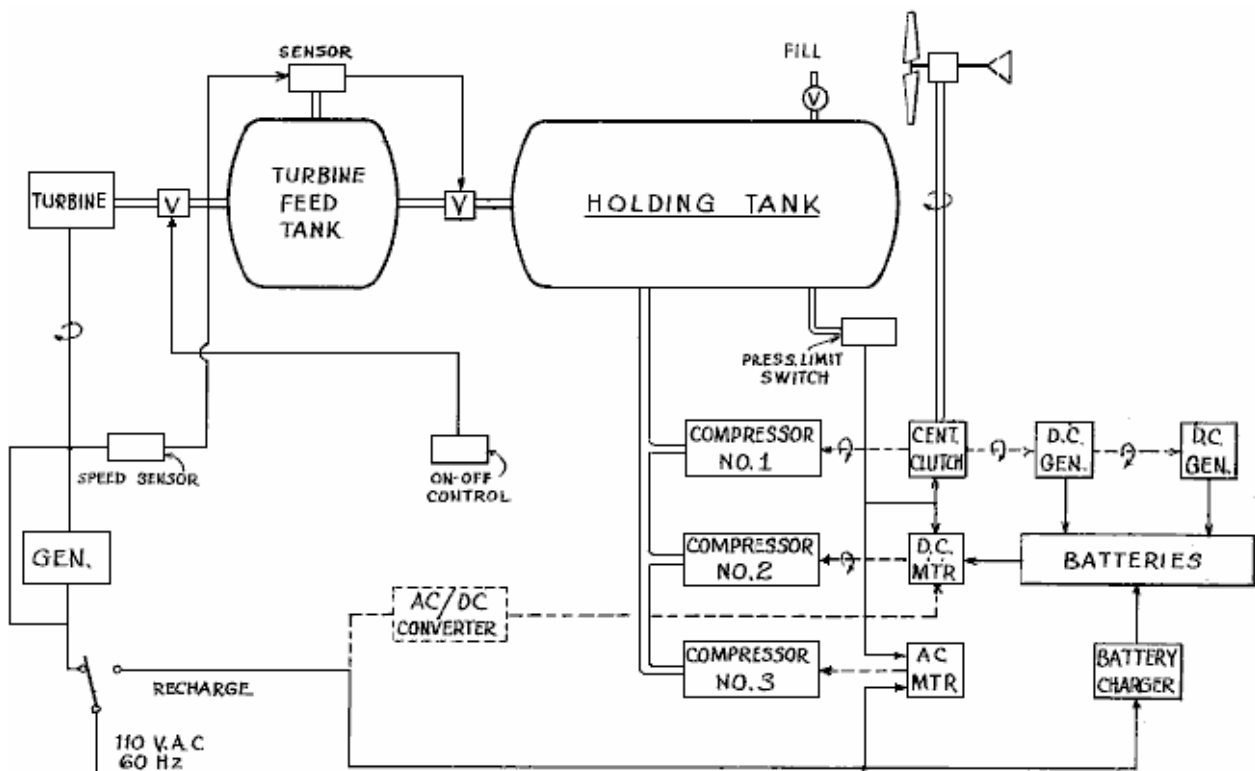 SENSOR
FILL
V
TURBINE
V
TURBINE
FEED
TANK
V
HOLDING TANK
PRESS. LIMIT
SWITCH
SPEED SENSOR
ON-OFF
CONTROL
COMPRESSOR
NO.1
CENT.
CLUTCH
D.C.
GEN.
D.C.
GEN.
GEN.
COMPRESSOR
NO.2
D.C.
MTR
BATTERIES
AC/DC
CONVERTER
COMPRESSOR
NO.3
AC
MTR
BATTERY
CHARGER
RECHARGE
110 V.A.C.
60 Hz